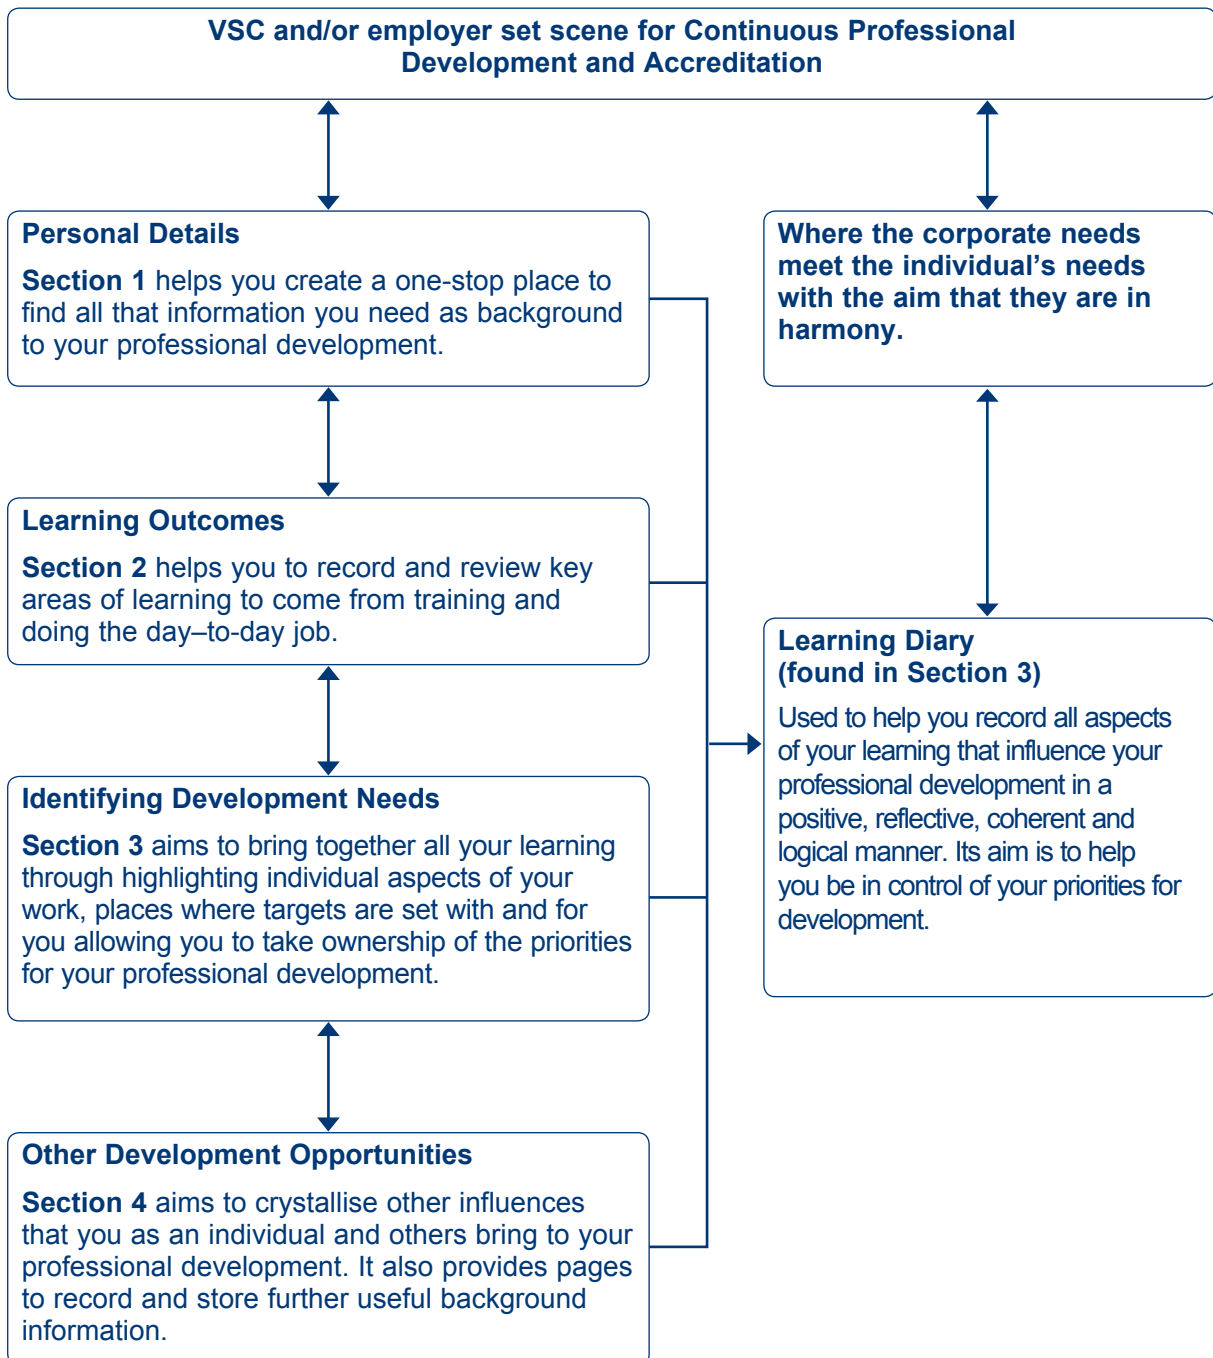 VSC and/or employer set scene for Continuous Professional
Development and Accreditation
Personal Details
Section 1 helps you create a one-stop place to
find all that information you need as background
to your professional development.
Where the corporate needs
meet the individual's needs
with the aim that they are in
harmony.
Learning Outcomes
Section 2 helps you to record and review key
areas of learning to come from training and
doing the day–to-day job.
Learning Diary
(found in Section 3)
Used to help you record all aspects
of your learning that influence your
professional development in a
positive, reflective, coherent and
logical manner. Its aim is to help
you be in control of your priorities for
development.
Identifying Development Needs
Section 3 aims to bring together all your learning
through highlighting individual aspects of your
work, places where targets are set with and for
you allowing you to take ownership of the priorities
for your professional development.
Other Development Opportunities
Section 4 aims to crystallise other influences
that you as an individual and others bring to your
professional development. It also provides pages
to record and store further useful background
information.